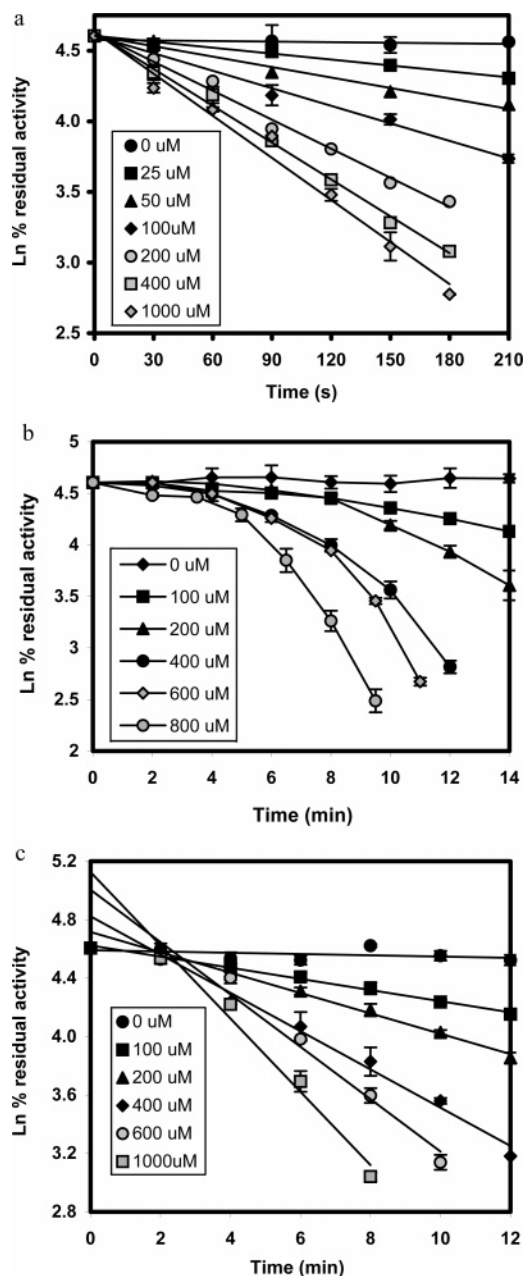 a
Ln % residual activity
4.5
4.0
3.5
3.0
2.5
0 uM
25 uM
50 uM
100uM
200 uM
400 uM
1000 uM
0 30 60 90 120 150 180 210
Time (s)
b
Ln % residual activity
5
4.5
4
3.5
3
2.5
2
0 uM
100 uM
200 uM
400 uM
600 uM
800 uM
0 2 4 6 8 10 12 14
Time (min)
c
Ln % residual activity
5.2
4.8
4.4
4.0
3.6
3.2
2.8
0 uM
100 uM
200 uM
400 uM
600 uM
1000uM
0 2 4 6 8 10 12
Time (min)